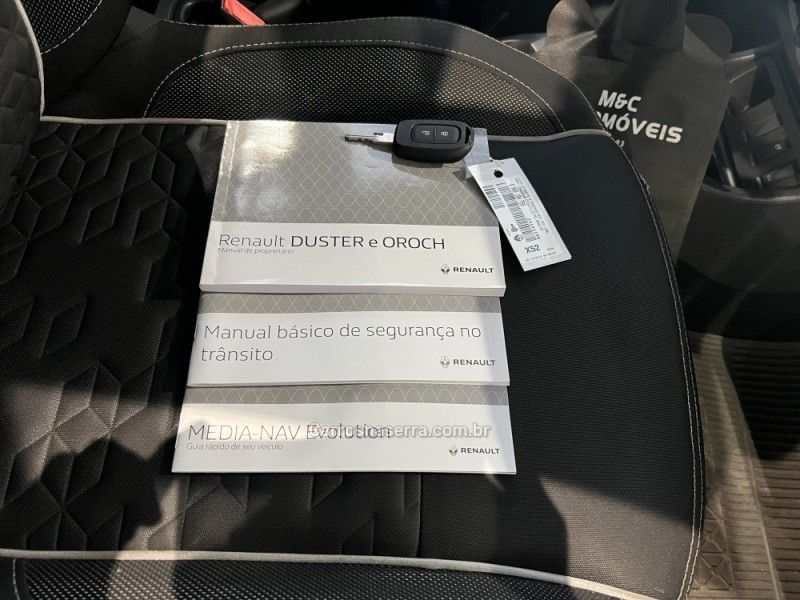 M&C
MÓVEIS
Renault DUSTER e OROCH
Manual do proprietário
RENAULT
XS2
Manual básico de segurança no
trânsito
RENAULT
MEDIA-NAV Evolution
Guia rápido de seu veículo
RENAULT